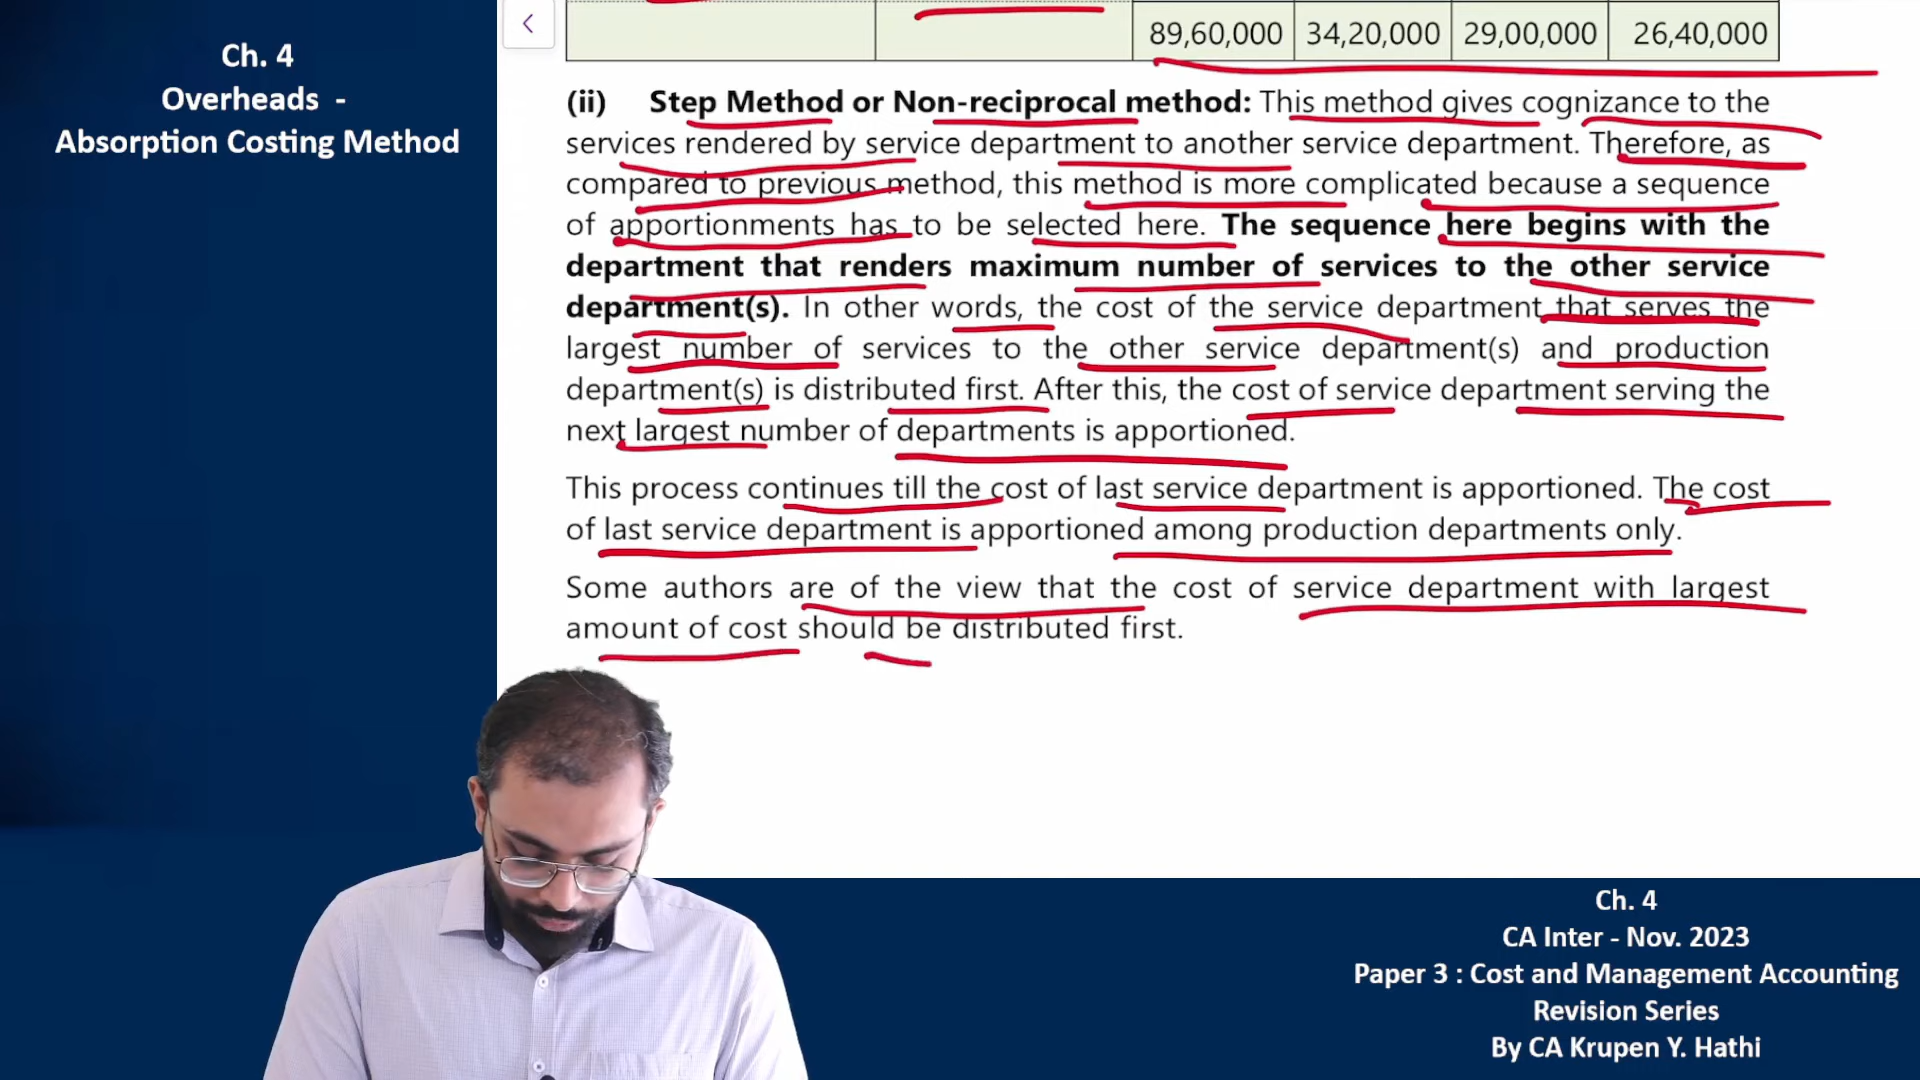 Ch. 4
Overheads -
Absorption Costing Method
89,60,000 34,20,000 29,00,000 26,40,000
(ii) Step Method or Non-reciprocal method: This method gives cognizance to the
services rendered by service department to another service department. Therefore, as
compared to previous method, this method is more complicated because a sequence
of apportionments has to be selected here. The sequence here begins with the
department that renders maximum number of services to the other service
department(s). In other words, the cost of the service department that serves the
largest number of services to the other service department(s) and production
department(s) is distributed first. After this, the cost of service department serving the
next largest number of departments is apportioned.
This process continues till the cost of last service department is apportioned. The cost
of last service department is apportioned among production departments only.
Some authors are of the view that the cost of service department with largest
amount of cost should be distributed first.
Ch. 4
CA Inter - Nov. 2023
Paper 3 : Cost and Management Accounting
Revision Series
By CA Krupen Y. Hathi